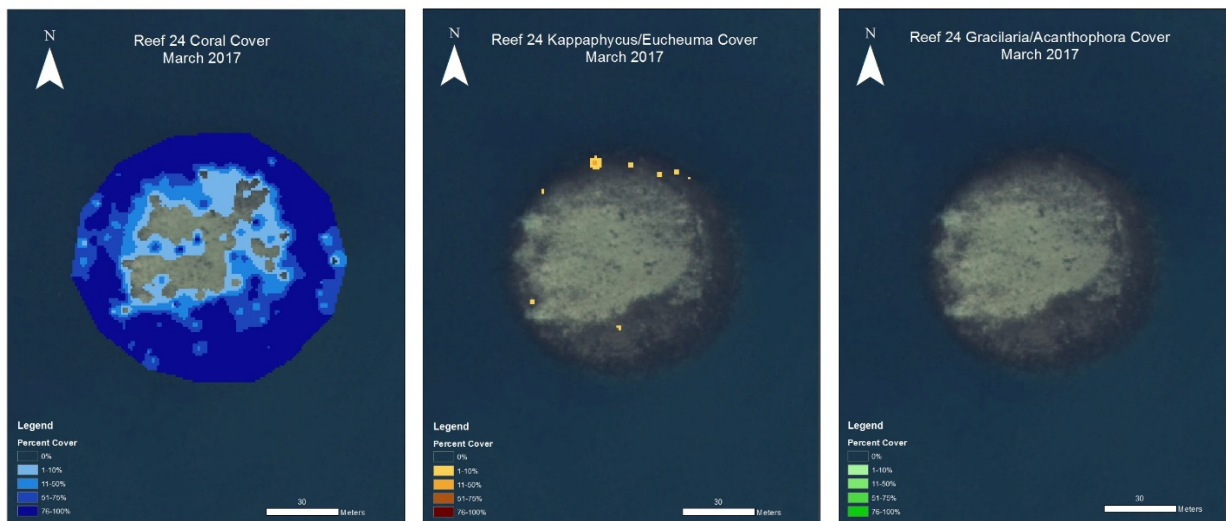 N
Reef 24 Coral Cover
March 2017
Legend
Percent Cover
0%
1-10%
11-50%
51-75%
76-100%
30
Meters
N
Reef 24 Kappaphycus/Eucheuma Cover
March 2017
Legend
Percent Cover
0%
1-10%
11-50%
51-75%
76-100%
30
Meters
N
Reef 24 Gracilaria/Acanthophora Cover
March 2017
Legend
Percent Cover
0%
1-10%
11-50%
51-75%
76-100%
30
Meters